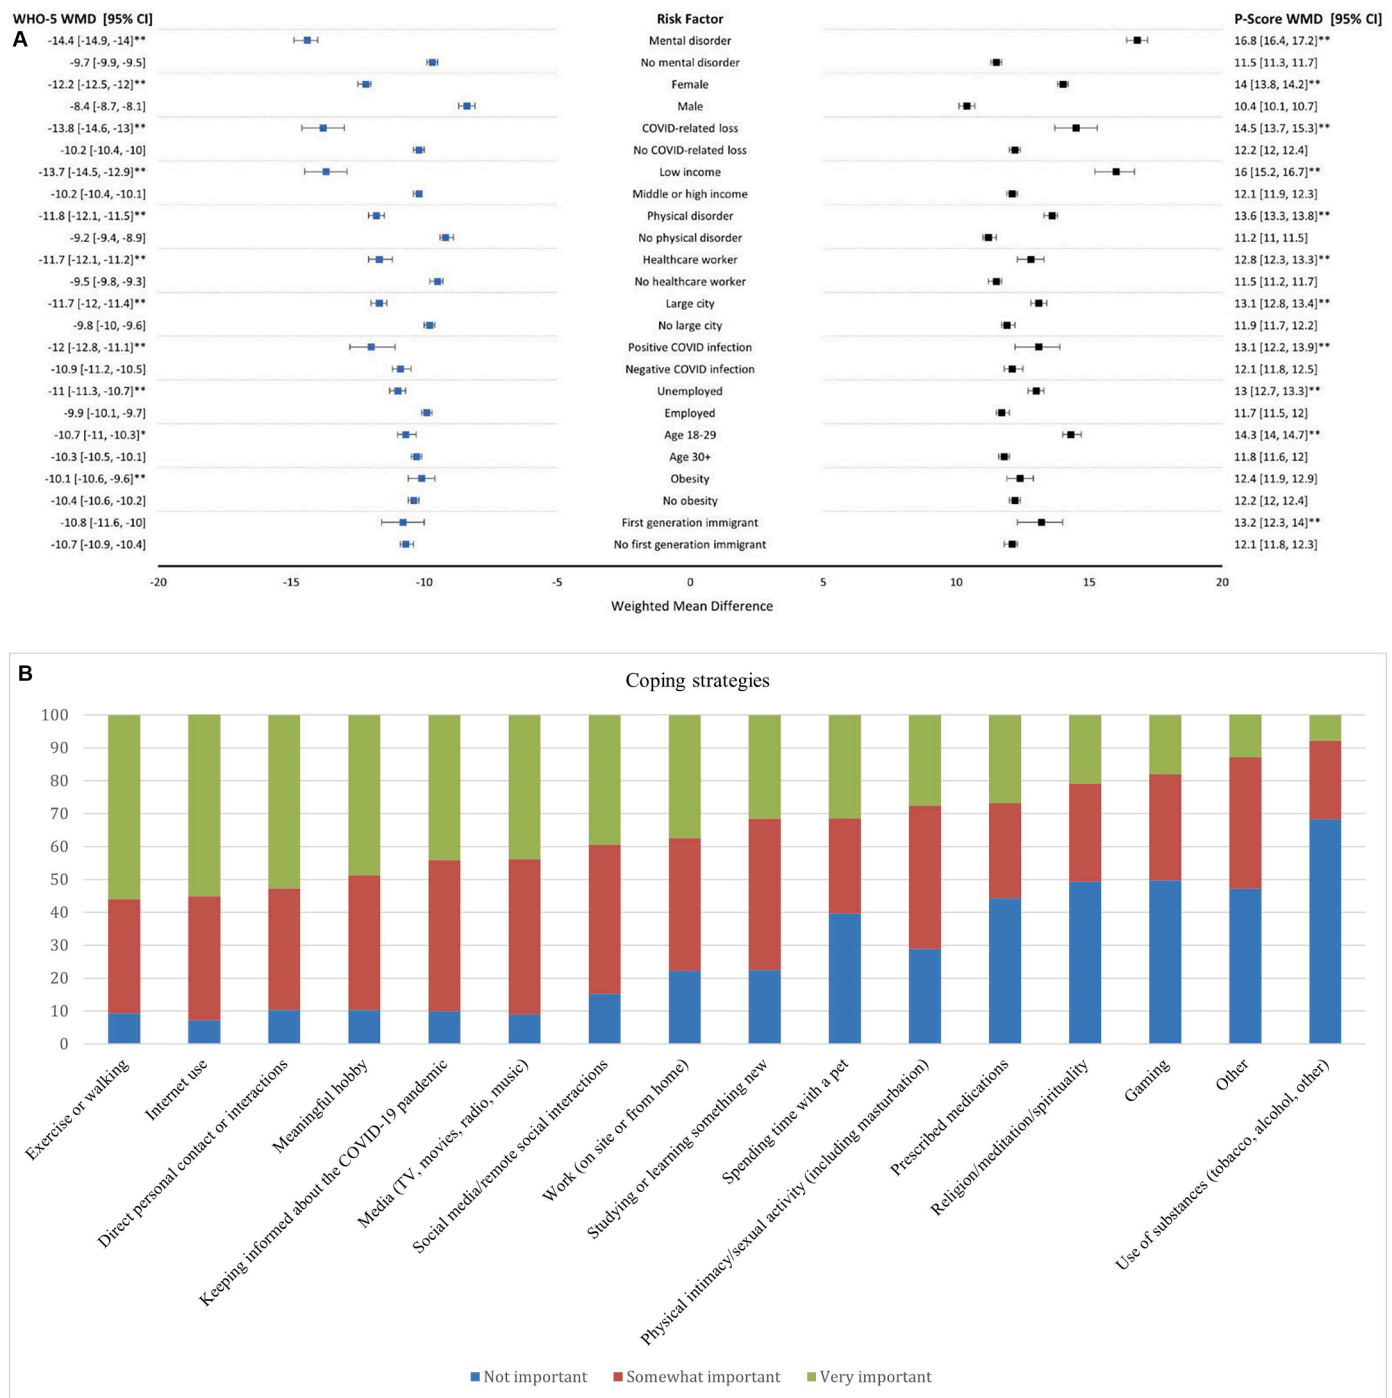 WHO-5 WMD [95% CI] Risk Factor P-Score WMD [95% CI]
A
-14.4 [-14.9, -14]** Mental disorder 16.8 [16.4, 17.2]**
-9.7 [-9.9, -9.5] No mental disorder 11.5 [11.3, 11.7]
-12.2 [-12.5, -12]** Female 14 [13.8, 14.2]**
-8.4 [-8.7, -8.1] Male 10.4 [10.1, 10.7]
-13.8 [-14.6, -13]** COVID-related loss 14.5 [13.7, 15.3]**
-10.2 [-10.4, -10] No COVID-related loss 12.2 [12, 12.4]
-13.7 [-14.5, -12.9]** Low income 16 [15.2, 16.7]**
-10.2 [-10.4, -10.1] Middle or high income 12.1 [11.9, 12.3]
-11.8 [-12.1, -11.5]** Physical disorder 13.6 [13.3, 13.8]**
-9.2 [-9.4, -8.9] No physical disorder 11.2 [11, 11.5]
-11.7 [-12.1, -11.2]** Healthcare worker 12.8 [12.3, 13.3]**
-9.5 [-9.8, -9.3] No healthcare worker 11.5 [11.2, 11.7]
-11.7 [-12, -11.4]** Large city 13.1 [12.8, 13.4]**
-9.8 [-10, -9.6] No large city 11.9 [11.7, 12.2]
-12 [-12.8, -11.1]** Positive COVID infection 13.1 [12.2, 13.9]**
-10.9 [-11.2, -10.5] Negative COVID infection 12.1 [11.8, 12.5]
-11 [-11.3, -10.7]** Unemployed 13 [12.7, 13.3]**
-9.9 [-10.1, -9.7] Employed 11.7 [11.5, 12]
-10.7 [-11, -10.3]* Age 18-29 14.3 [14, 14.7]**
-10.3 [-10.5, -10.1] Age 30+ 11.8 [11.6, 12]
-10.1 [-10.6, -9.6]** Obesity 12.4 [11.9, 12.9]
-10.4 [-10.6, -10.2] No obesity 12.2 [12, 12.4]
-10.8 [-11.6, -10] First generation immigrant 13.2 [12.3, 14]**
-10.7 [-10.9, -10.4] No first generation immigrant 12.1 [11.8, 12.3]
-20 -15 -10 -5 0 5 10 15 20
Weighted Mean Difference
B
Coping strategies
100
90
80
70
60
50
40
30
20
10
0
Exercise or walking
Internet use
Direct personal contact or interactions
Meaningful hobby
Keeping informed about the COVID-19 pandemic
Media (TV, movies, radio, music)
Social media/remote social interactions
Work (on site or from home)
Studying or learning something new
Spending time with a pet
Physical intimacy/sexual activity (including masturbation)
Prescribed medications
Religion/meditation/spirituality
Gaming
Other
Use of substances (tobacco, alcohol, other)
Not important Somewhat important Very important